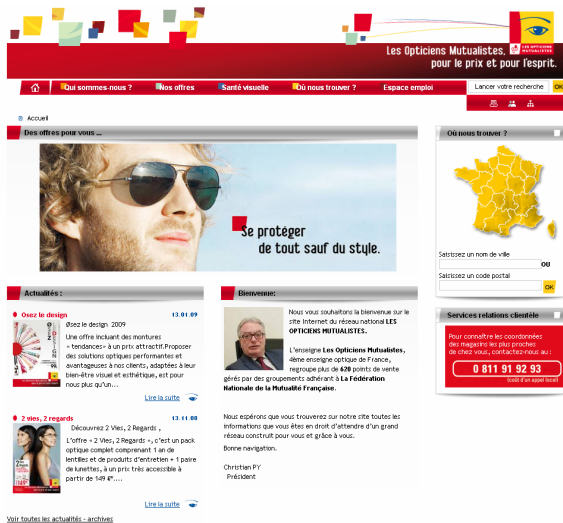 LES OPTICIENS
MUTUALISTES
Les Opticiens Mutualistes,
pour le prix et pour l'esprit.
Qui sommes-nous ?
Nos offres
Santé visuelle
Où nous trouver ?
Espace emploi
Lancer votre recherche
OK
Accueil
Des offres pour vous ...
Se protéger
de tout sauf du style.
Où nous trouver ?
Saisissez un nom de ville
OU
Saisissez un code postal
OK
Actualités :
Osez le design
13.01.09
Osez le design 2009
Une offre incluant des montures
« tendances» à un prix attractif.Proposer
des solutions optiques performantes et
avantageuses à nos clients, adaptées à leur
bien-être visuel et esthétique, est pour
nous plus qu'un...
Lire la suite
2 vies, 2 regards
13.11.08
Découvrez 2 Vies, 2 Regards ,
L'offre « 2 Vies, 2 Regards », c'est un pack
optique complet comprenant 1 an de
lentilles et de produits d'entretien + 1 paire
de lunettes, à un prix très accessible à
partir de 149 €*....
Lire la suite
Voir toutes les actualités - archives
Bienvenue:
Nous vous souhaitons la bienvenue sur le
site Internet du réseau national LES
OPTICIENS MUTUALISTES.
L'enseigne Les Opticiens Mutualistes,
4ème enseigne optique de France,
regroupe plus de 620 points de vente
gérés par des groupements adhérant à La Fédération
Nationale de la Mutualité Française.
Nous espérons que vous trouverez sur notre site toutes les
informations que vous êtes en droit d'attendre d'un grand
réseau construit pour vous et grâce à vous.
Bonne navigation.
Christian PY
Président
Services relations clientèle
Pour connaître les coordonnées
des magasins les plus proches
de chez vous, contactez-nous au :
0 811 91 92 93
(coût d'un appel local)